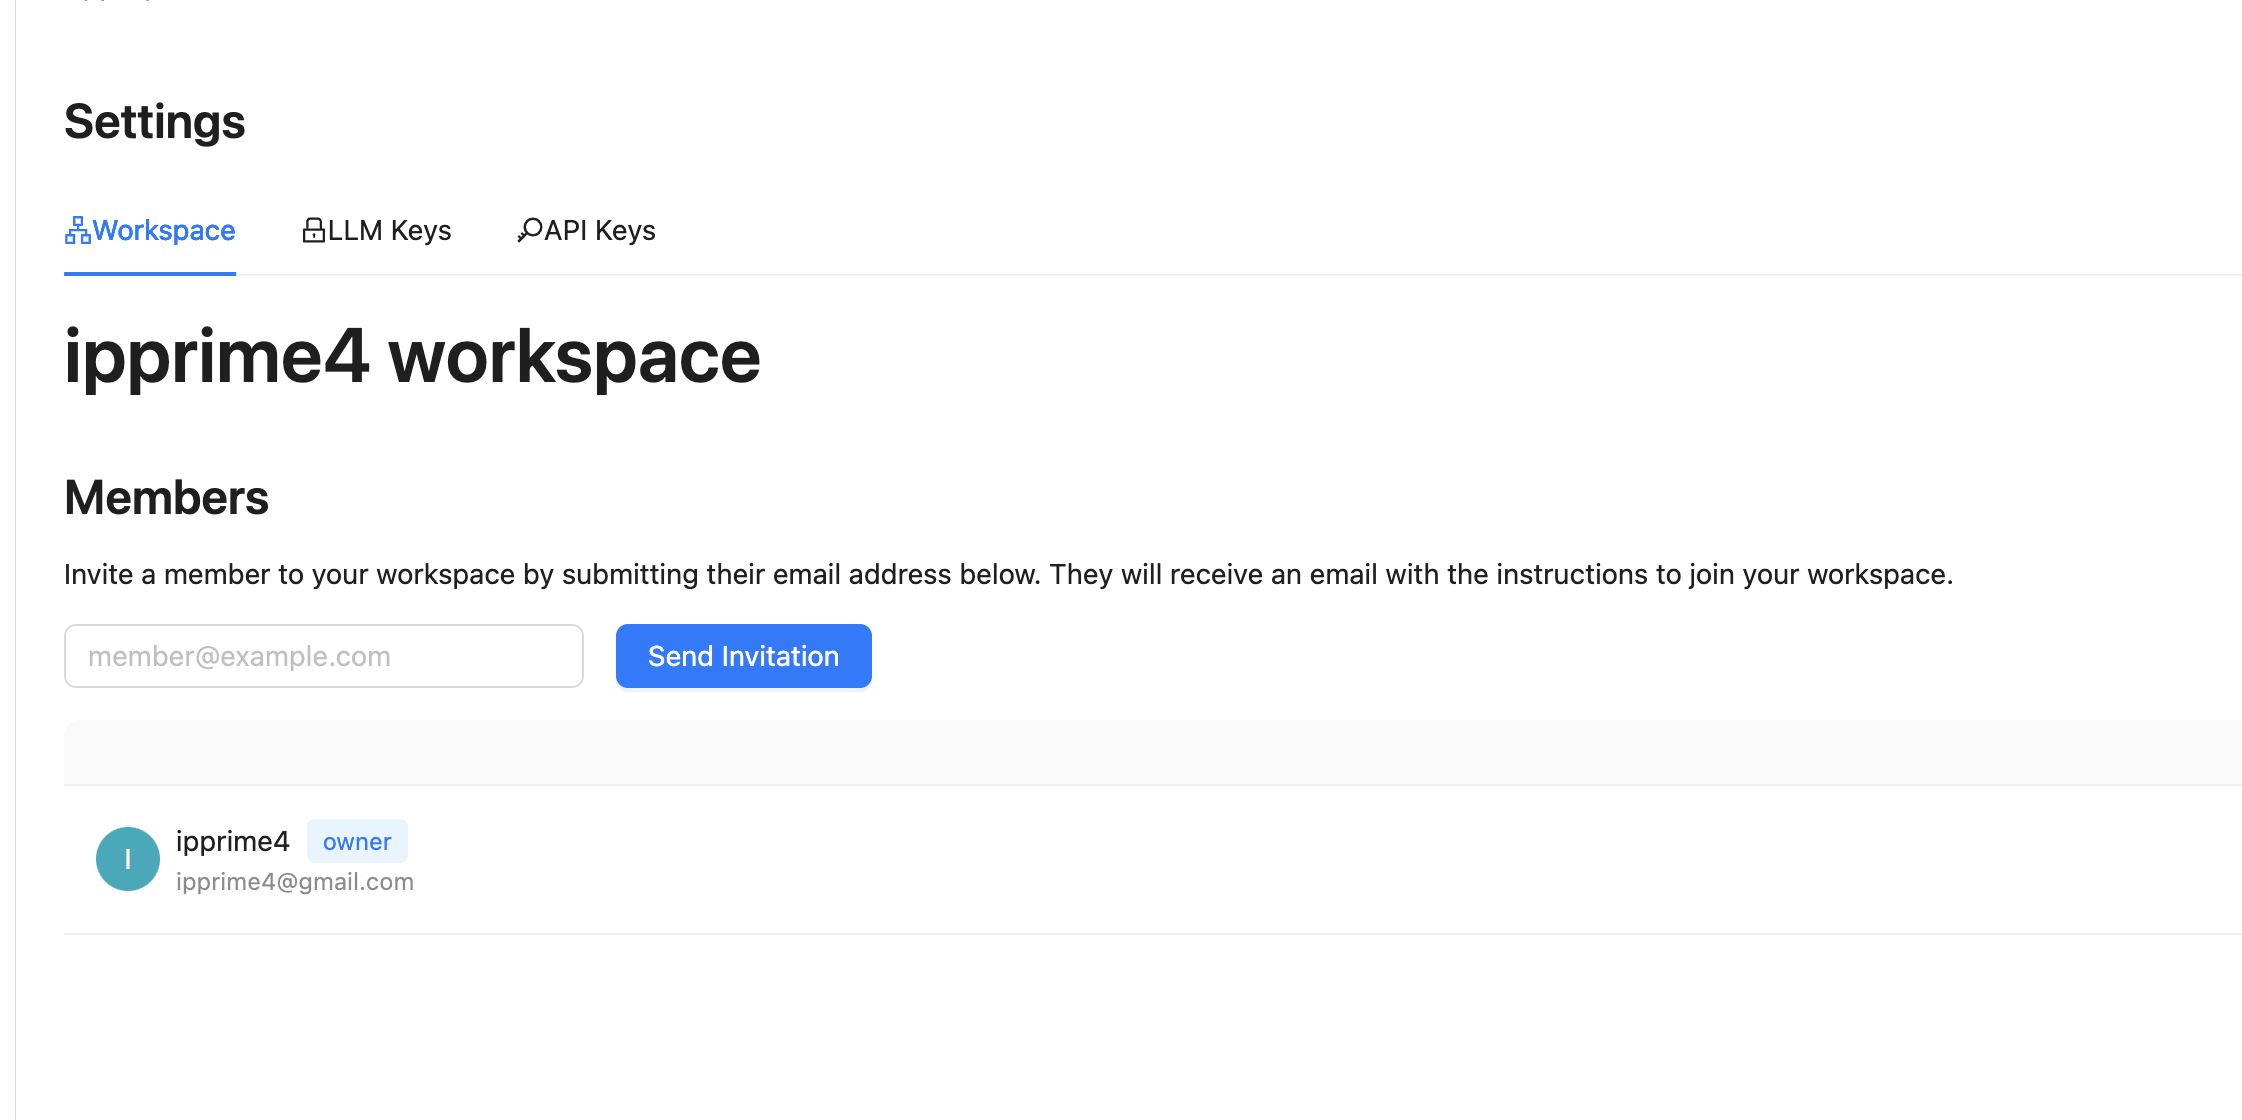 Settings
Workspace
LLM Keys
API Keys
ipprime4 workspace
Members
Invite a member to your workspace by submitting their email address below. They will receive an email with the instructions to join your workspace.
member@example.com
Send Invitation
I
ipprime4
owner
ipprime4@gmail.com